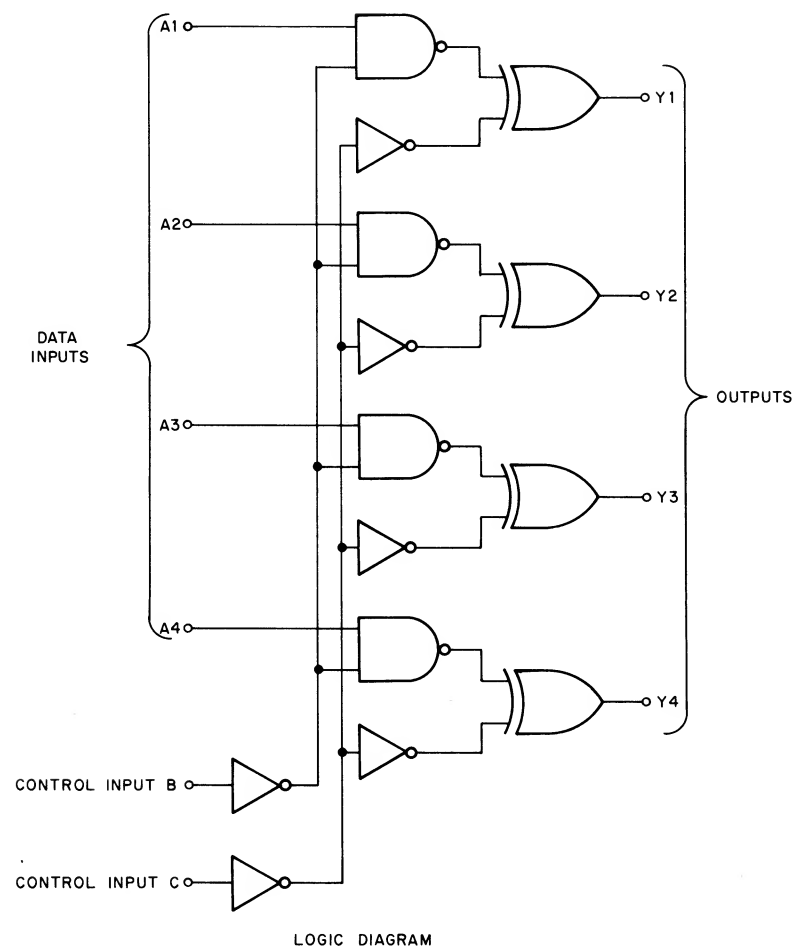 A1
Y1
A2
Y2
DATA
INPUTS
OUTPUTS
A3
Y3
A4
Y4
CONTROL INPUT B
CONTROL INPUT C
LOGIC DIAGRAM